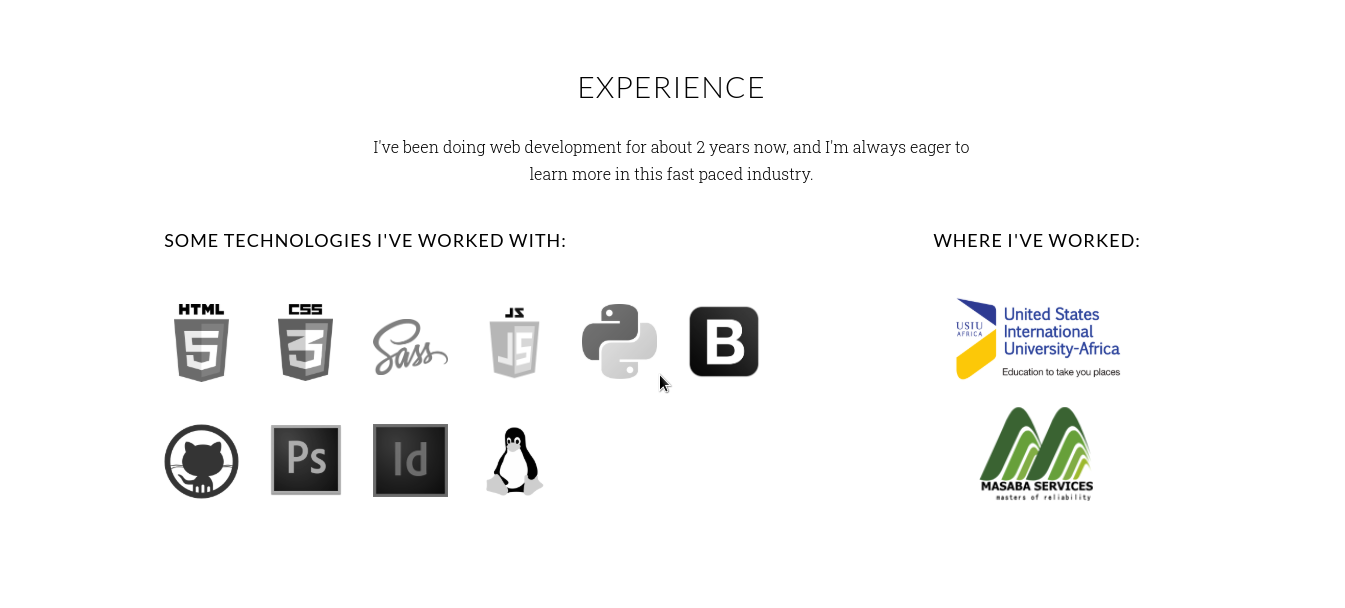 EXPERIENCE
I've been doing web development for about 2 years now, and I'm always eager to
learn more in this fast paced industry.
SOME TECHNOLOGIES I'VE WORKED WITH:
HTML
5
CSS
3
Sass
JS
JS
B
Ps
Id
WHERE I'VE WORKED:
USIU
AFRICA
United States
International
University-Africa
Education to take you places
MASABA SERVICES
masters of reliability